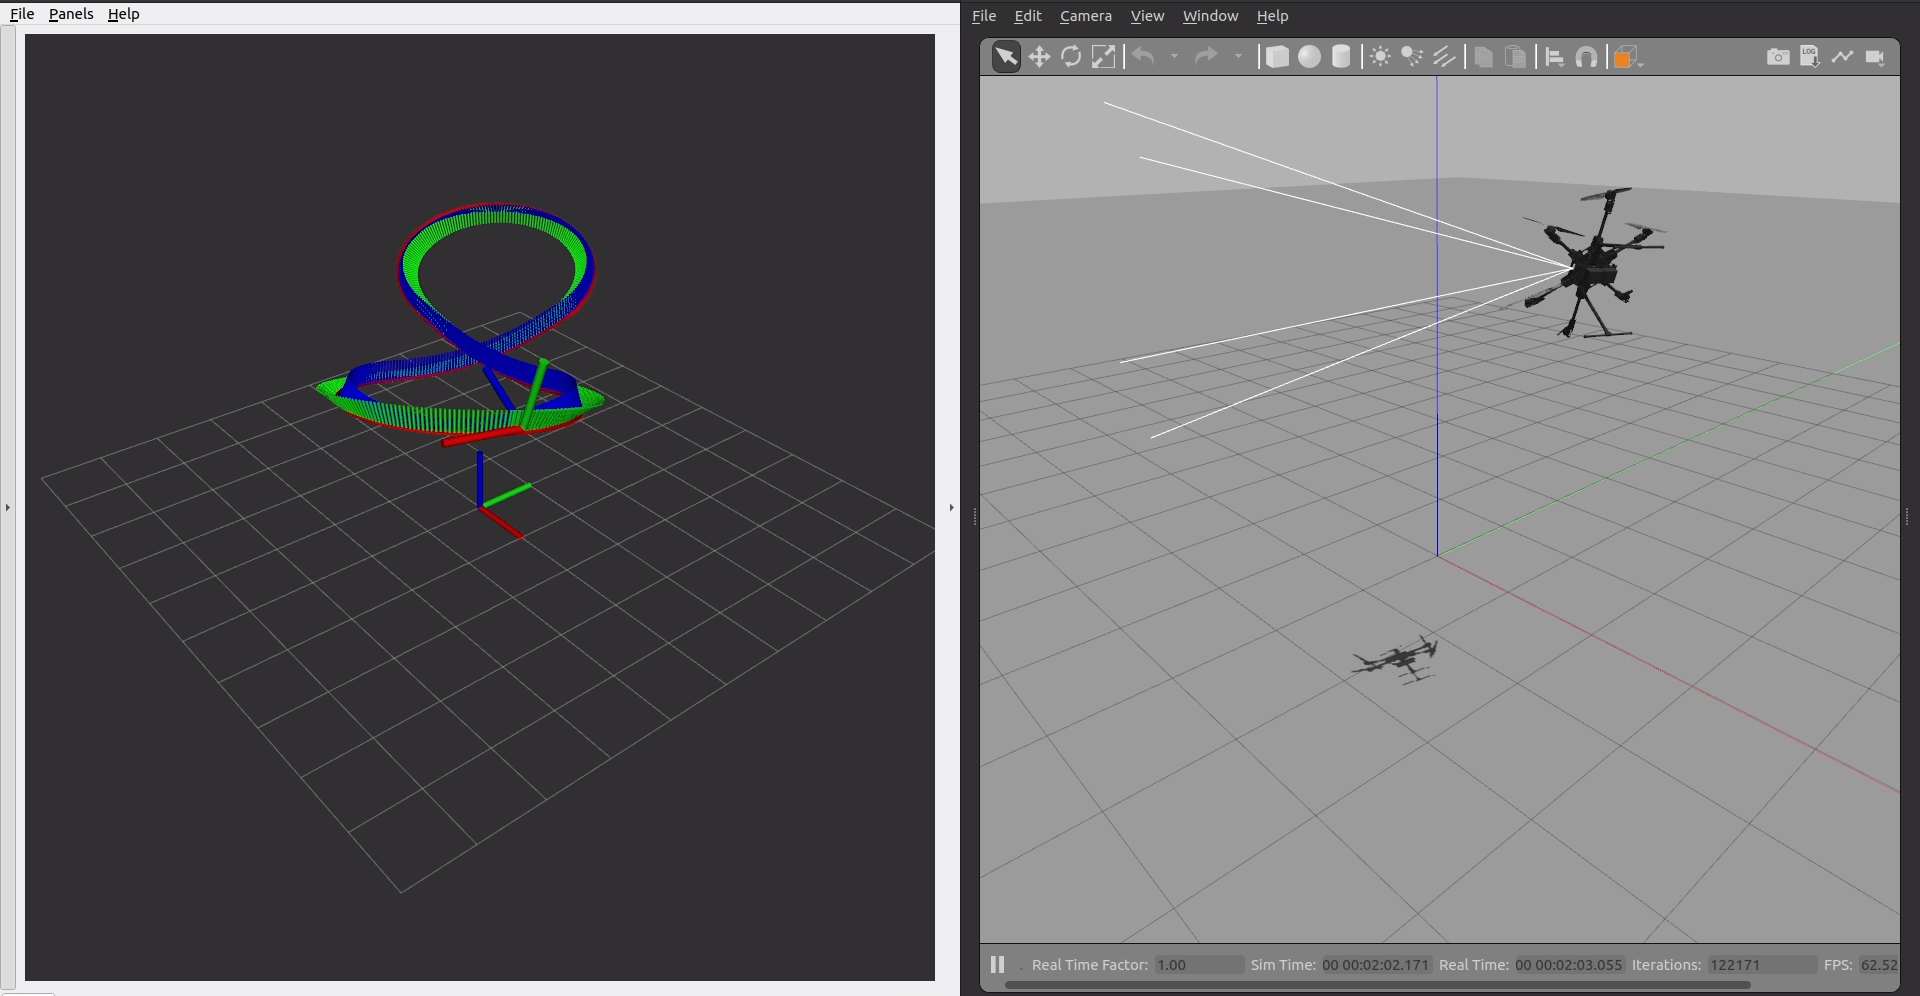 File Panels Help
File Edit Camera View Window Help
LOG
Real Time Factor: 1.00 Sim Time: 00 00:02:02.171 Real Time: 00 00:02:03.055 Iterations: 122171 FPS: 62.52